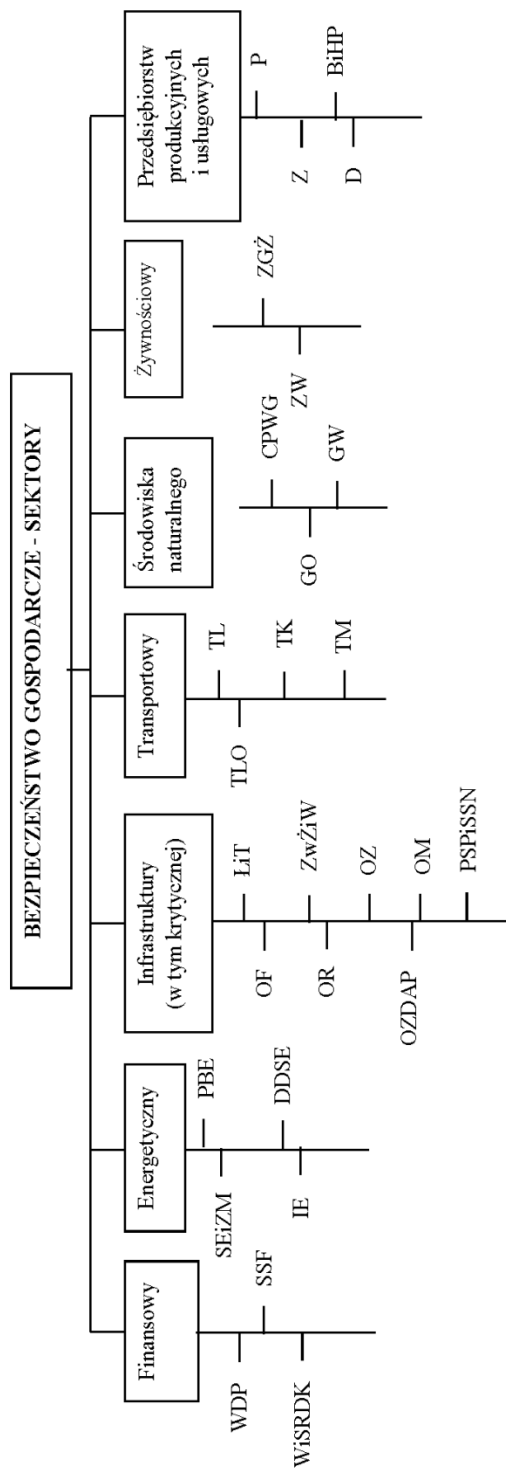 BEZPIECZEŃSTWO GOSPODARCZE - SEKTORY
Finansowy
WDP
SSF
WiSRDK
Energetyczny
PBE
SEiZM
DDSE
IE
Infrastruktury
(w tym krytycznej)
ŁiT
OF
ZwŻiW
OR
OZ
OZDAP
OM
PSPiSSN
Transportowy
TL
TLO
TK
TM
Środowiska
naturalnego
CPWG
GO
GW
Żywnościowy
ZGŻ
ZW
Przedsiębiorstw
produkcyjnych
i usługowych
P
Z
BiHP
D